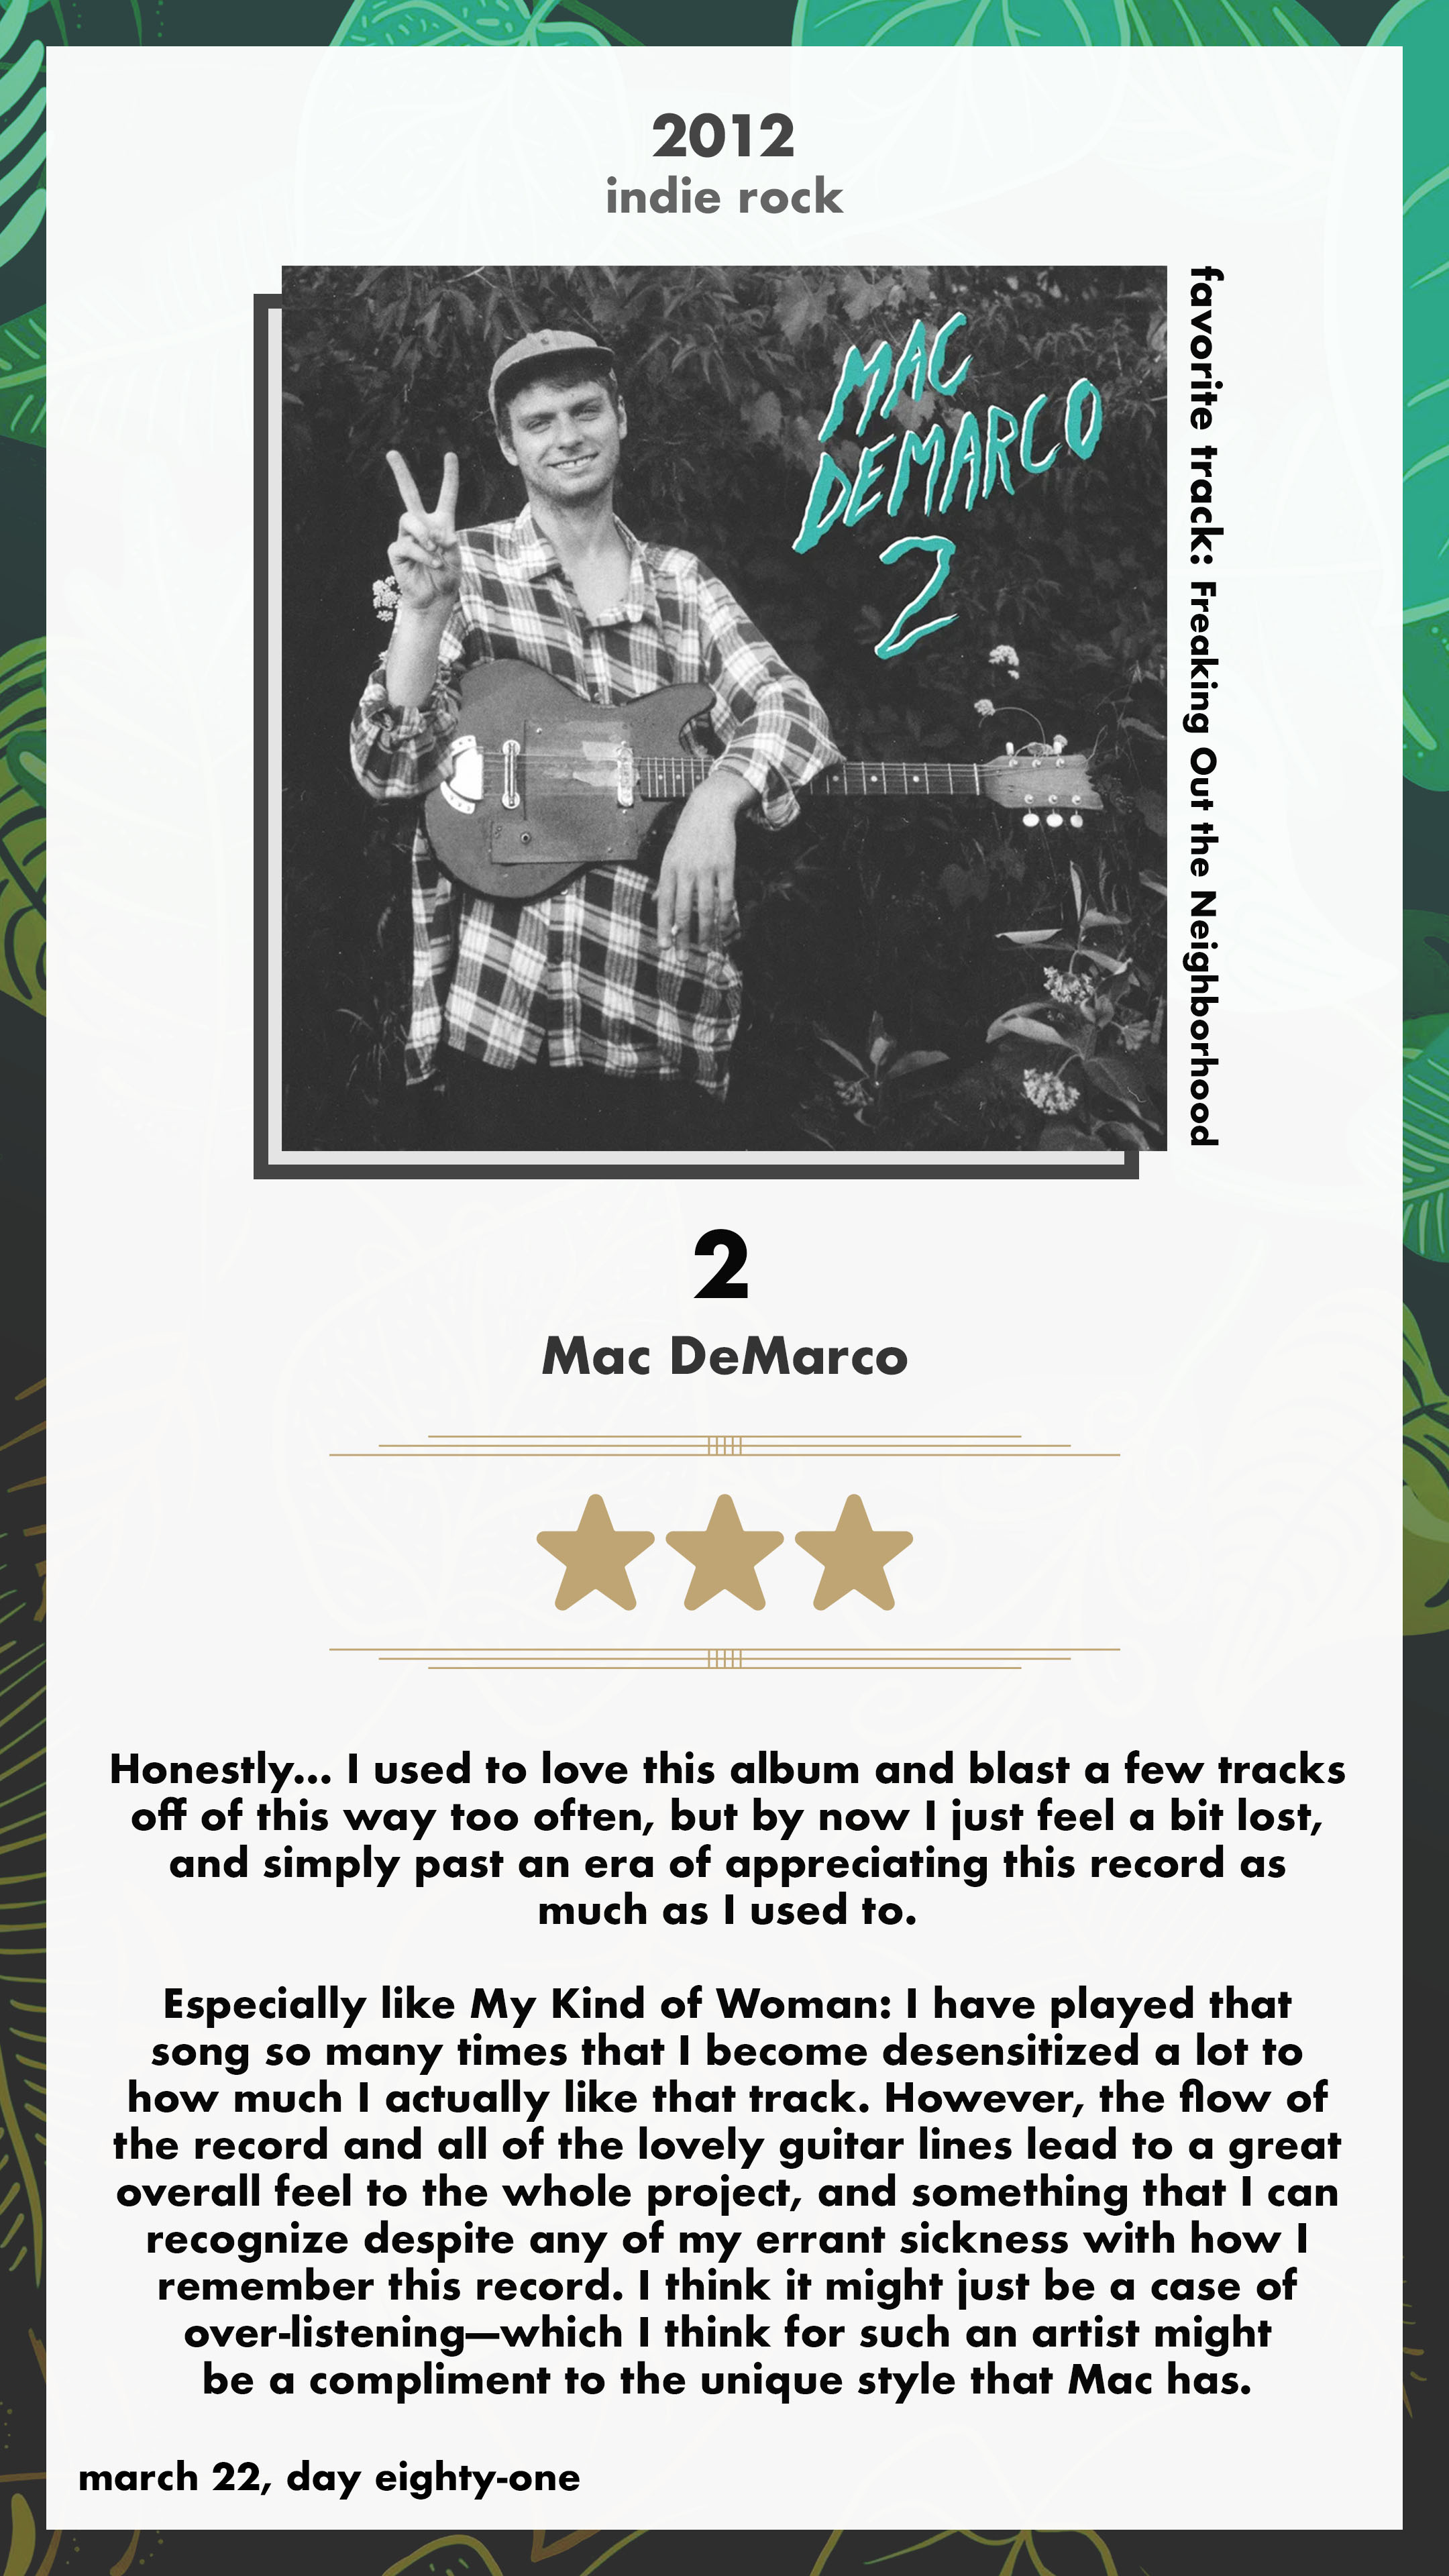 2012
indie rock
MAC
DEMARCO
2
favorite track: Freaking Out the Neighborhood
2
Mac DeMarco
Honestly... I used to love this album and blast a few tracks
off of this way too often, but by now I just feel a bit lost,
and simply past an era of appreciating this record as
much as I used to.
Especially like My Kind of Woman: I have played that
song so many times that I become desensitized a lot to
how much I actually like that track. However, the flow of
the record and all of the lovely guitar lines lead to a great
overall feel to the whole project, and something that I can
recognize despite any of my errant sickness with how I
remember this record. I think it might just be a case of
over-listening—which I think for such an artist might
be a compliment to the unique style that Mac has.
march 22, day eighty-one